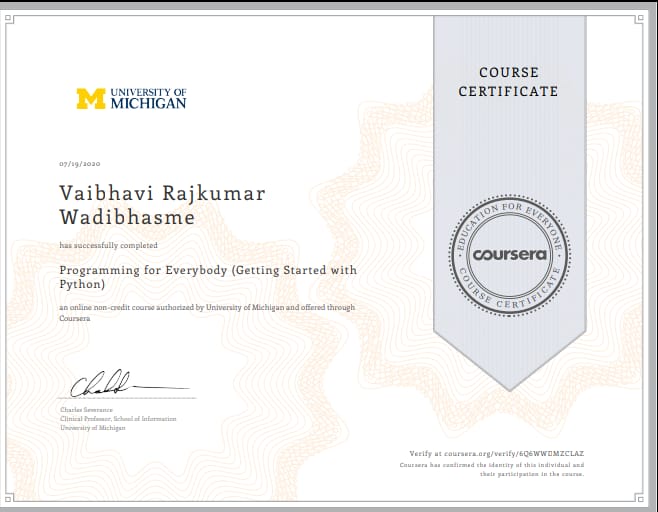 COURSE
CERTIFICATE
UNIVERSITY OF
MICHIGAN
07/19/2020
Vaibhavi Rajkumar
Wadibhasme
has successfully completed
Programming for Everybody (Getting Started with
Python)
an online non-credit course authorized by University of Michigan and offered through
Coursera
EDUCATION FOR EVERYONE
coursera
COURSE CERTIFICATE
Charles Severance
Clinical Professor, School of Information
University of Michigan
Verify at coursera.org/verify/6Q6WWDMZCLAZ
Coursera has confirmed the identity of this individual and
their participation in the course.